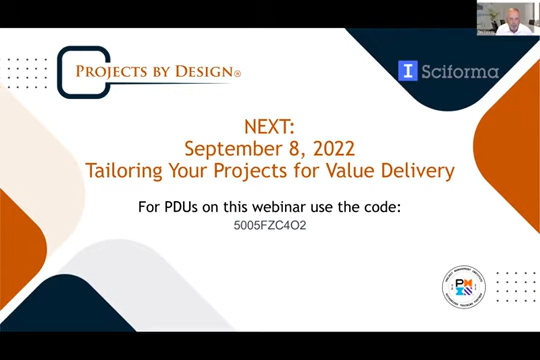 PROJECTS BY DESIGN®
Sciforma
NEXT:
September 8, 2022
Tailoring Your Projects for Value Delivery
For PDUs on this webinar use the code:
5005FZC4O2